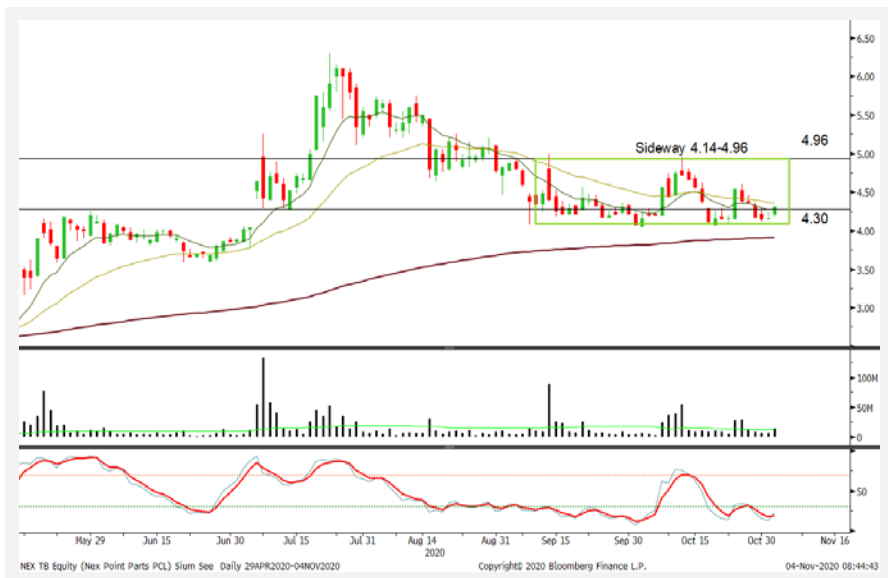 6.50
6.00
5.50
4.96
Sideway 4.14-4.96
5.00
4.50
4.30
4.00
3.50
3.00
100M
50M
0
50
0
May 29 Jun 15 Jun 30 Jul 15 Jul 31 Aug 14 Aug 31 Sep 15 Sep 30 Oct 15 Oct 30 Nov 16
2020
NEX TB Equity (Nex Point Parts PCL) Sium See Daily 29APR2020-04NOV2020 Copyright© 2020 Bloomberg Finance L.P. 04-Nov-2020 08:44:43